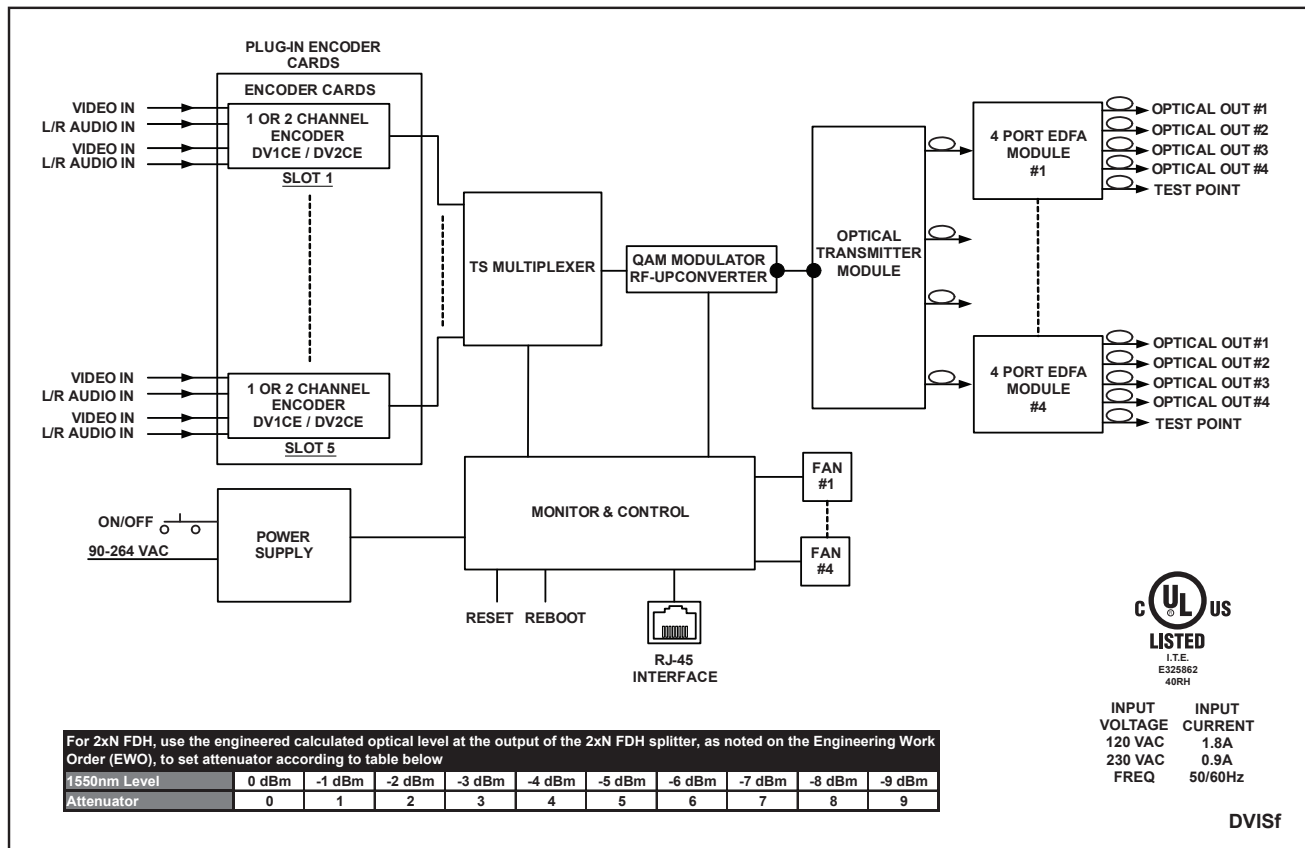 PLUG-IN ENCODER
CARDS
ENCODER CARDS
VIDEO IN
L/R AUDIO IN
VIDEO IN
L/R AUDIO IN
1 OR 2 CHANNEL
ENCODER
DV1CE / DV2CE
SLOT 1
VIDEO IN
L/R AUDIO IN
VIDEO IN
L/R AUDIO IN
1 OR 2 CHANNEL
ENCODER
DV1CE / DV2CE
SLOT 5
TS MULTIPLEXER
QAM MODULATOR
RF-UPCONVERTER
OPTICAL
TRANSMITTER
MODULE
4 PORT EDFA
MODULE
#1
OPTICAL OUT #1
OPTICAL OUT #2
OPTICAL OUT #3
OPTICAL OUT #4
TEST POINT
4 PORT EDFA
MODULE
#4
OPTICAL OUT #1
OPTICAL OUT #2
OPTICAL OUT #3
OPTICAL OUT #4
TEST POINT
ON/OFF
90-264 VAC
POWER
SUPPLY
MONITOR & CONTROL
FAN
#1
FAN
#4
RESET REBOOT
RJ-45
INTERFACE
C UL US
®
LISTED
I.T.E.
E325862
40RH
INPUT VOLTAGE INPUT CURRENT
120 VAC 1.8A
230 VAC 0.9A
FREQ 50/60Hz
For 2xN FDH, use the engineered calculated optical level at the output of the 2xN FDH splitter, as noted on the Engineering Work
Order (EWO), to set attenuator according to table below
1550nm Level 0 dBm -1 dBm -2 dBm -3 dBm -4 dBm -5 dBm -6 dBm -7 dBm -8 dBm -9 dBm
Attenuator 0 1 2 3 4 5 6 7 8 9
DVISf